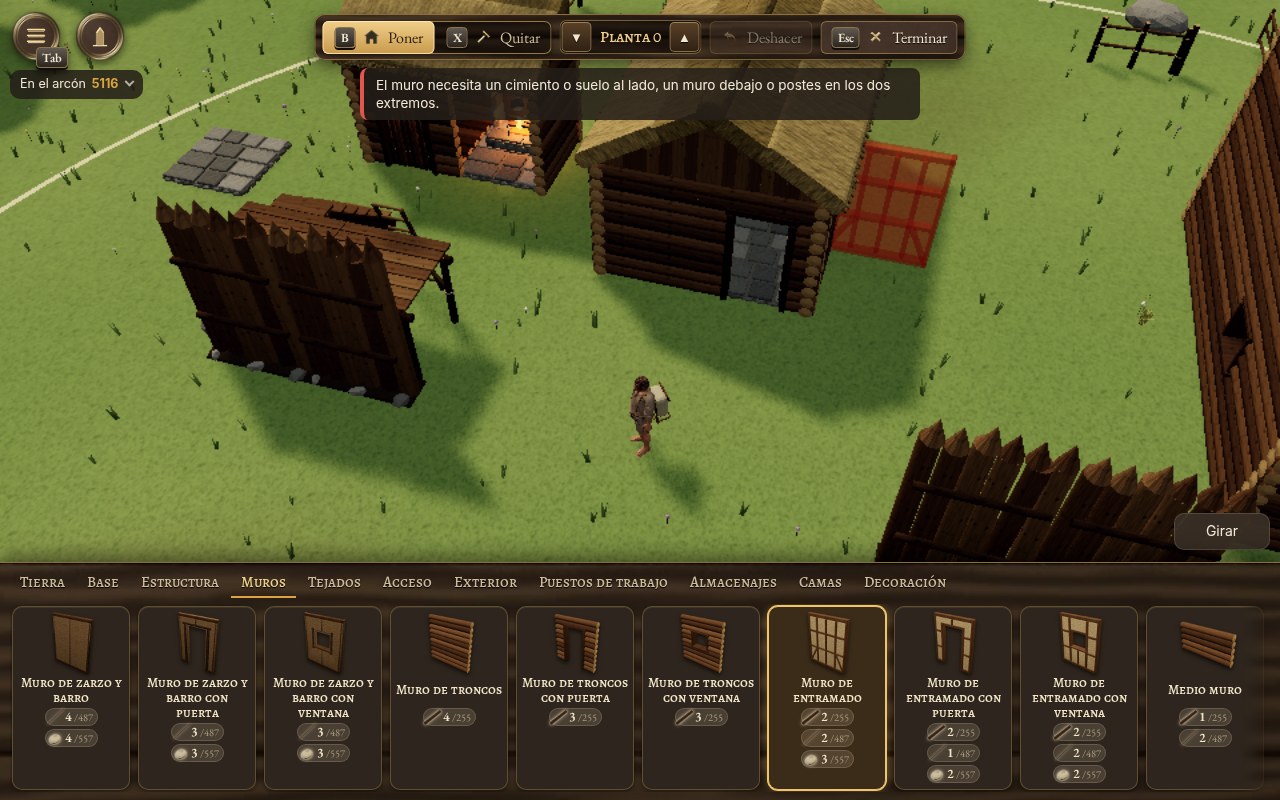 B Poner
X Quitar
▼ Planta 0 ▲
Deshacer
Esc ✕ Terminar
Tab
En el arcón 5116
El muro necesita un cimiento o suelo al lado, un muro debajo o postes en los dos
extremos.
Girar
Tierra Base Estructura Muros Tejados Acceso Exterior Puestos de trabajo Almacenajes Camas Decoración
Muro de zarzo y
barro
4 /487
4 /557
Muro de zarzo y
barro con
puerta
3 /487
3 /557
Muro de zarzo y
barro con
ventana
3 /487
3 /557
Muro de troncos
4 /255
Muro de troncos
con puerta
3 /255
Muro de troncos
con ventana
3 /255
Muro de
entramado
2 /255
2 /487
3 /557
Muro de
entramado con
puerta
2 /255
1 /487
2 /557
Muro de
entramado con
ventana
2 /255
2 /487
2 /557
Medio muro
1 /255
2 /487